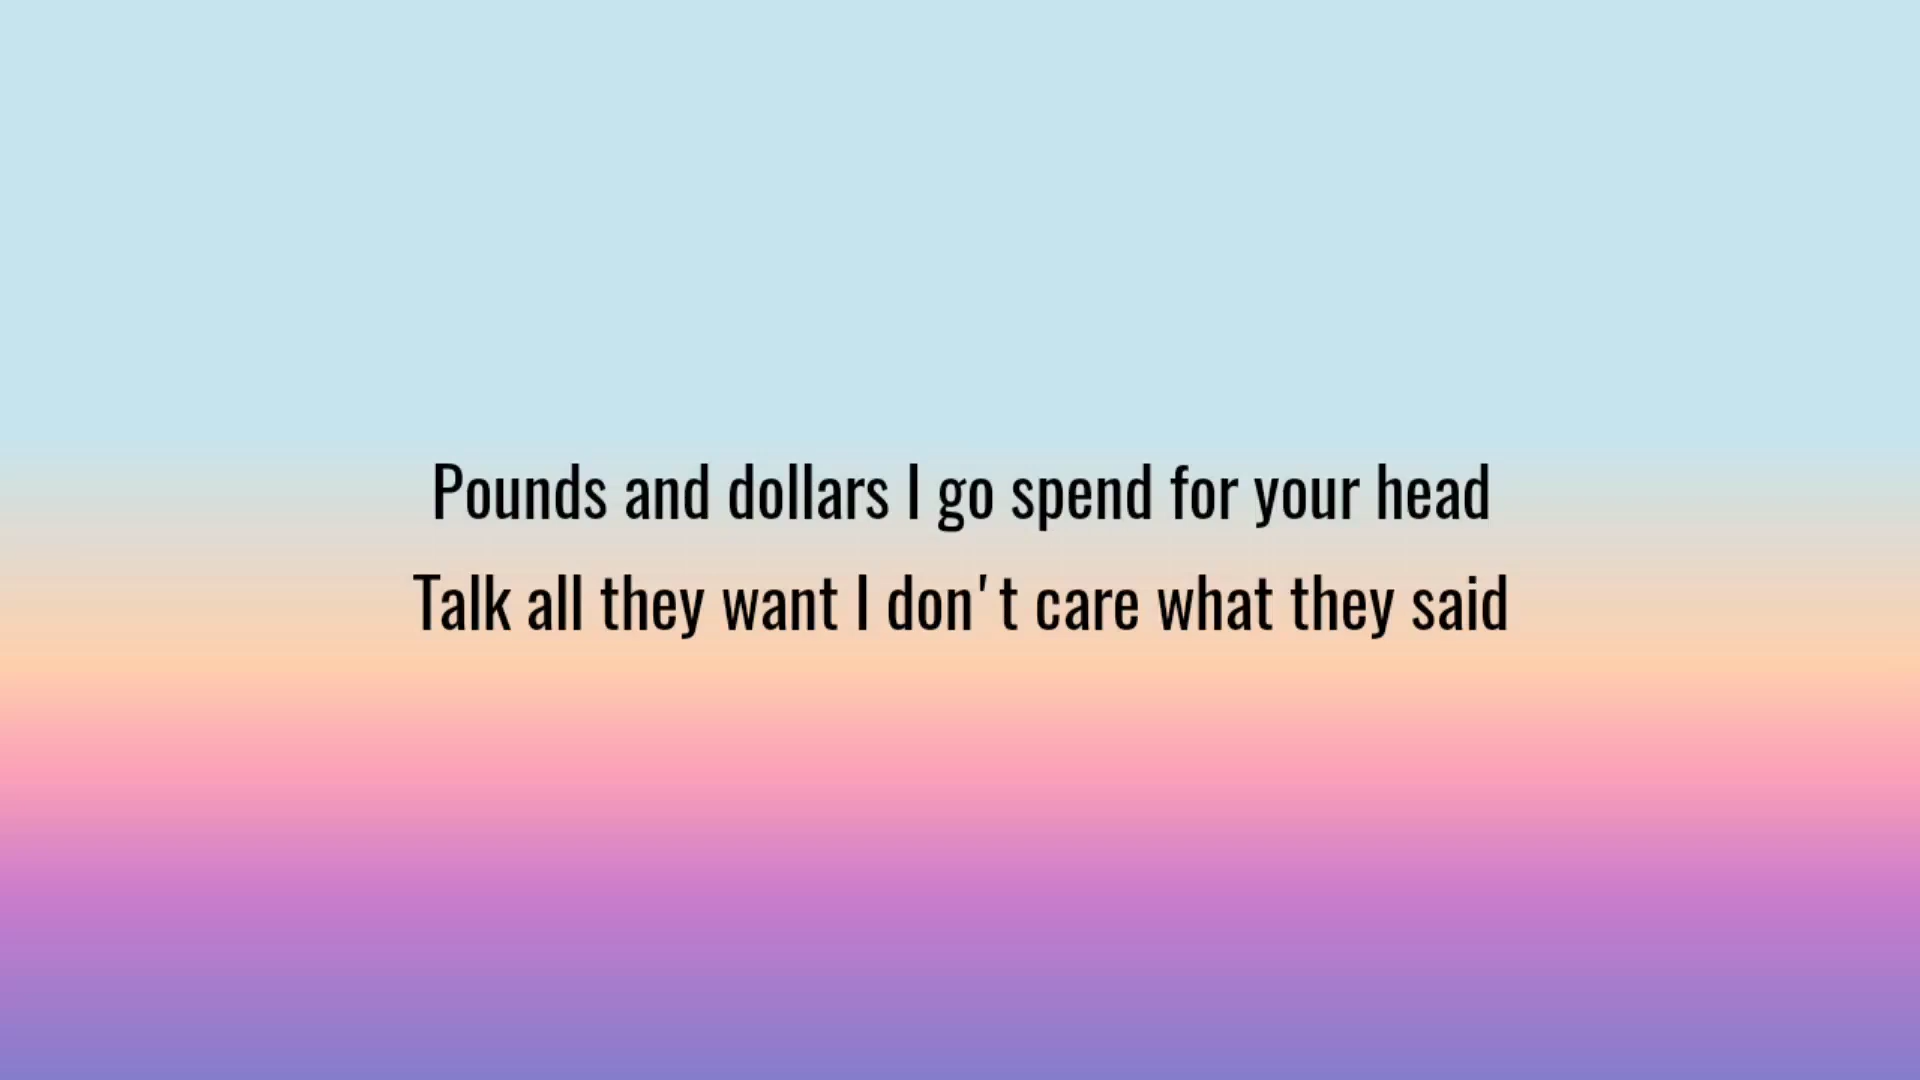 Pounds and dollars I go spend for your head
Talk all they want I don't care what they said